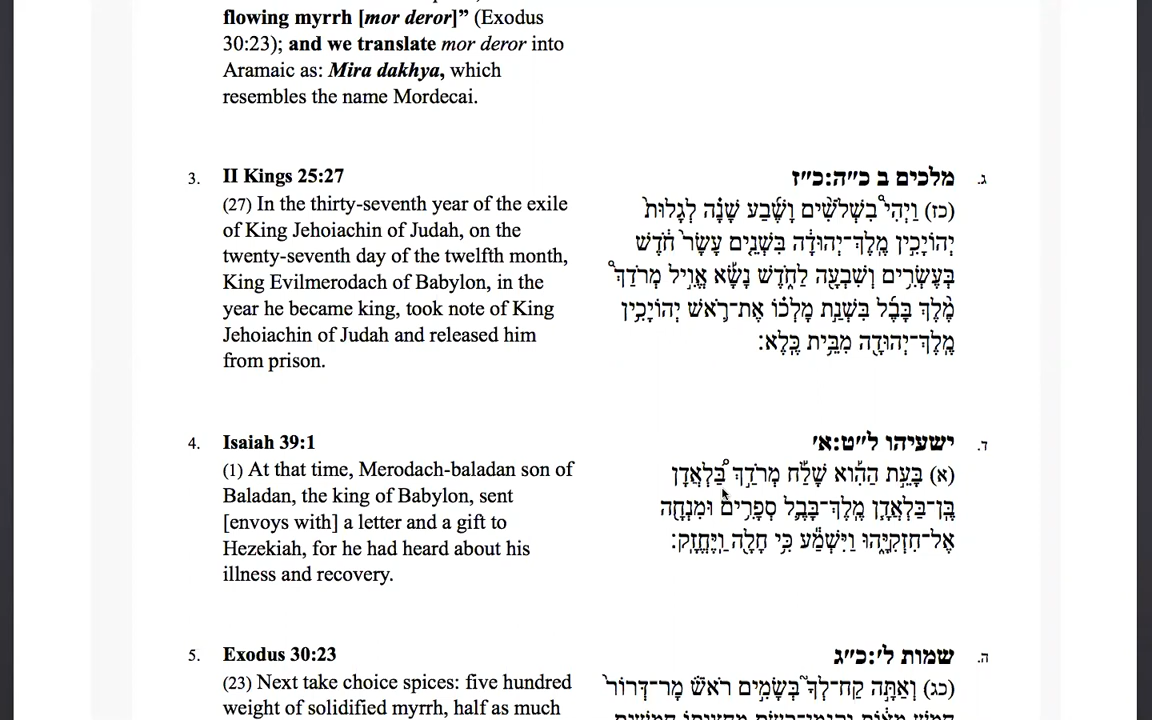 flowing myrrh [mor deror]” (Exodus
30:23); and we translate mor deror into
Aramaic as: Mira dakhya, which
resembles the name Mordecai.
3. II Kings 25:27
(27) In the thirty-seventh year of the exile
of King Jehoiachin of Judah, on the
twenty-seventh day of the twelfth month,
King Evilmerodach of Babylon, in the
year he became king, took note of King
Jehoiachin of Judah and released him
from prison.
ג. מלכים ב כ״ה:כ״ז
(כז) וַיְהִי֩ בִשְׁלֹשִׁ֨ים וָשֶׁ֜בַע שָׁנָ֗ה לְגָלוּת֙
יְהוֹיָכִ֣ין מֶֽלֶךְ־יְהוּדָ֔ה בִּשְׁנֵ֤ים עָשָׂר֙ חֹ֔דֶשׁ
בְּעֶשְׂרִ֥ים וְשִׁבְעָ֖ה לַחֹ֑דֶשׁ נָשָׂ֡א אֱוִ֣יל מְרֹדַךְ֩
מֶ֨לֶךְ בָּבֶ֜ל בִּשְׁנַ֣ת מׇלְכ֗וֹ אֶת־רֹ֛אשׁ יְהוֹיָכִ֥ין
מֶֽלֶךְ־יְהוּדָ֖ה מִבֵּ֥ית כֶּֽלֶא׃
4. Isaiah 39:1
(1) At that time, Merodach-baladan son of
Baladan, the king of Babylon, sent
[envoys with] a letter and a gift to
Hezekiah, for he had heard about his
illness and recovery.
ד. ישעיהו ל״ט:א׳
(א) בָּעֵ֣ת הַהִ֡וא שָׁלַ֡ח מְרֹדַ֣ךְ בַּ֠לְאֲדָ֠ן
בֶּֽן־בַּלְאֲדָ֧ן מֶֽלֶךְ־בָּבֶ֛ל סְפָרִ֥ים וּמִנְחָ֖ה
אֶל־חִזְקִיָּ֑הוּ וַיִּשְׁמַ֕ע כִּ֥י חָלָ֖ה וַֽיֶּחֱזָֽק׃
5. Exodus 30:23
(23) Next take choice spices: five hundred
weight of solidified myrrh, half as much
ה. שמות ל׳:כ״ג
(כג) וְאַתָּ֣ה קַח־לְךָ֮ בְּשָׂמִ֣ים רֹאשׁ֒ מׇר־דְּרוֹר֙